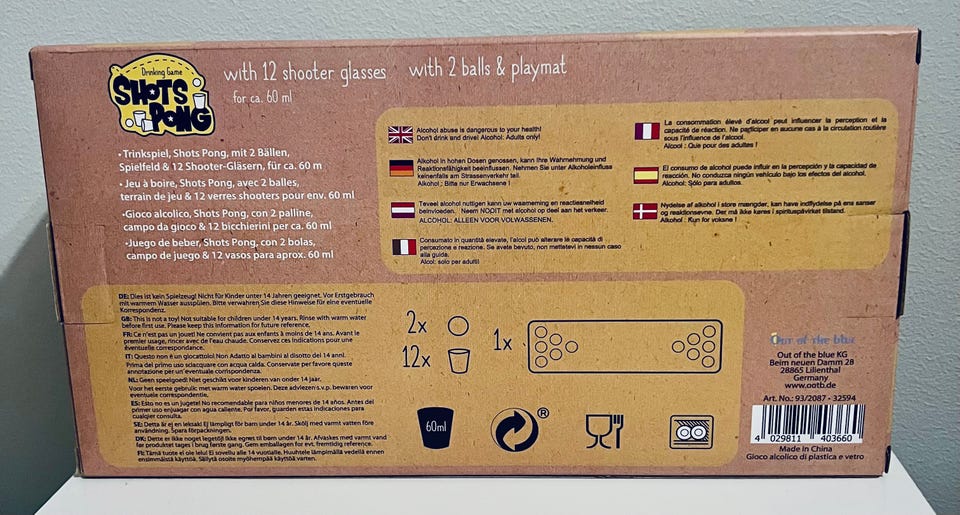 Drinking Game
SHOTS
PONG
with 12 shooter glasses
for ca. 60 ml
with 2 balls & playmat
• Trinkspiel, Shots Pong, mit 2 Bällen,
Spielfeld & 12 Shooter-Gläsern, für ca. 60 m
• Jeu à boire, Shots Pong, avec 2 balles,
terrain de jeu & 12 verres shooters pour env. 60 ml
•Gioco alcolico, Shots Pong, con 2 palline,
campo da gioco & 12 bicchierini per ca. 60 ml
•Juego de beber, Shots Pong, con 2 bolas,
campo de juego & 12 vasos para aprox. 60 ml
Alcohol abuse is dangerous to your health!
Don't drink and drive! Alcohol: Adults only!
Alkohol in hohen Dosen genossen, kann Ihre Wahrnehmung und
Reaktionsfähigkeit beeinflussen. Nehmen Sie unter Alkoholeinfluss
keinenfalls am Strassenverkehr teil.
Alkohol ; Bitte nur Erwachsene !
Teveel alcohol nuttigen kan uw waarneming en reactiesnelheid
beinvloeden. Neem NODIT met alcohol op deel aan het verkeer.
ALCOHOL: ALLEEN VOOR VOLWASSENEN.
Consumato in quantità elevate, l'alcol può alterare lé capacità di
percezione e reazione. Se avete bevuto, non mettetesi in nessun caso
alla guida.
Alcol: solo per adulti!
La consommation élevé d'alcool peut influencer la perception et la
capacité de réaction. Ne participer en aucune cas à la circulation routière
sous l'influence de l'alcool.
Alcool : Que pour des adultes !
El consumo de alcohol puede influir en la percepción y la capacidad de
reacción. No conduzca ningún vehículo bajo los efectos del alcohol.
Alcohol: Sólo para adultos.
Nydelse af alkohol i store mængder, kan have indflydelse på ens sanser
og reaktionsevne. Der må ikke køres i spirituspåvirket tilstand.
Alkohol : Kun for voksne !
DE: Dies ist kein Spielzeug! Nicht für Kinder unter 14 Jahren geeignet. Vor Erstgebrauch
mit warmem Wasser ausspülen. Bitte verwahren Sie diese Hinweise für eine eventuelle
Korrespondenz.
GB: This is not a toy! Not suitable for children under 14 years. Rinse with warm water
before first use. Please keep this information for future reference.
FR: Ce n'est pas un jouet! Ne convient pas aux enfants à moins de 14 ans. Avant le
premier usage, rincer avec de l'eau chaude. Conservez ces indications pour une
éventuelle correspondance.
IT: Questo non è un giocattolo! Non Adatto ai bambini al disotto dei 14 anni.
Prima del primo uso sciacquare con acqua calda. Conservate per favore queste
annotazione per un'eventuale corrispondenza.
NL: Geen speelgoed! Niet geschikt voor kinderen van onder 14 jaar.
Voor het eerste gebruik met warm water spoelen. Deze adviezen s.v.p. bewaren voor
eventuele correspondentie.
ES: Esto no es un juguete! No recomendable para niños menores de 14 años. Antes del
primer uso enjuagar con agua caliente. Por favor, guarden estas indicaciones para
cualquier consulta.
SE: Detta är ej en leksak! Ej lämpligt för barn under 14 år. Skölj med varmt vatten före
användning. Spara förpackningen.
DK: Dette er ikke noget legetøj! Ikke egnet til børn under 14 år. Afvaskes med varmt vand
før produktet tages i brug første gang. Gem emballagen for evt. fremtidig reference.
FI: Tämä tuote ei ole lelu! Ei sovellu alle 14 vuotialle. Huuhtele lämpimällä vedellä ennen
ensimmäistä käyttöä. Säilytä osoite myöhempää käyttöä varten.
2x
12x
1x
60ml
®
Out of the blue
Out of the blue KG
Beim neuen Damm 28
28865 Lilienthal
Germany
www.ootb.de
Art. No: 93/2087 - 32594
4 029811 403660
Made in China
Gioco alcolico di plastica e vetro